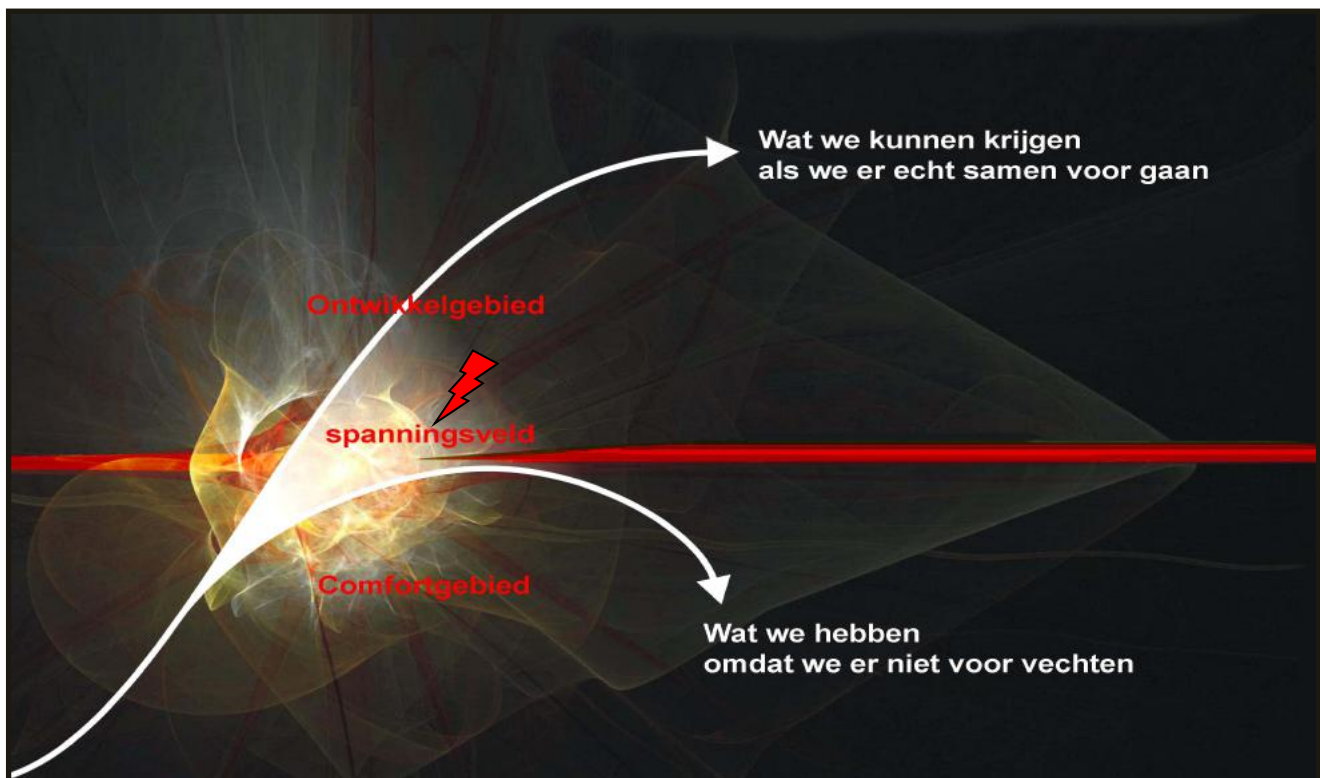 Wat we kunnen krijgen
als we er echt samen voor gaan
Ontwikkelgebied
spanningsveld
Comfortgebied
Wat we hebben
omdat we er niet voor vechten